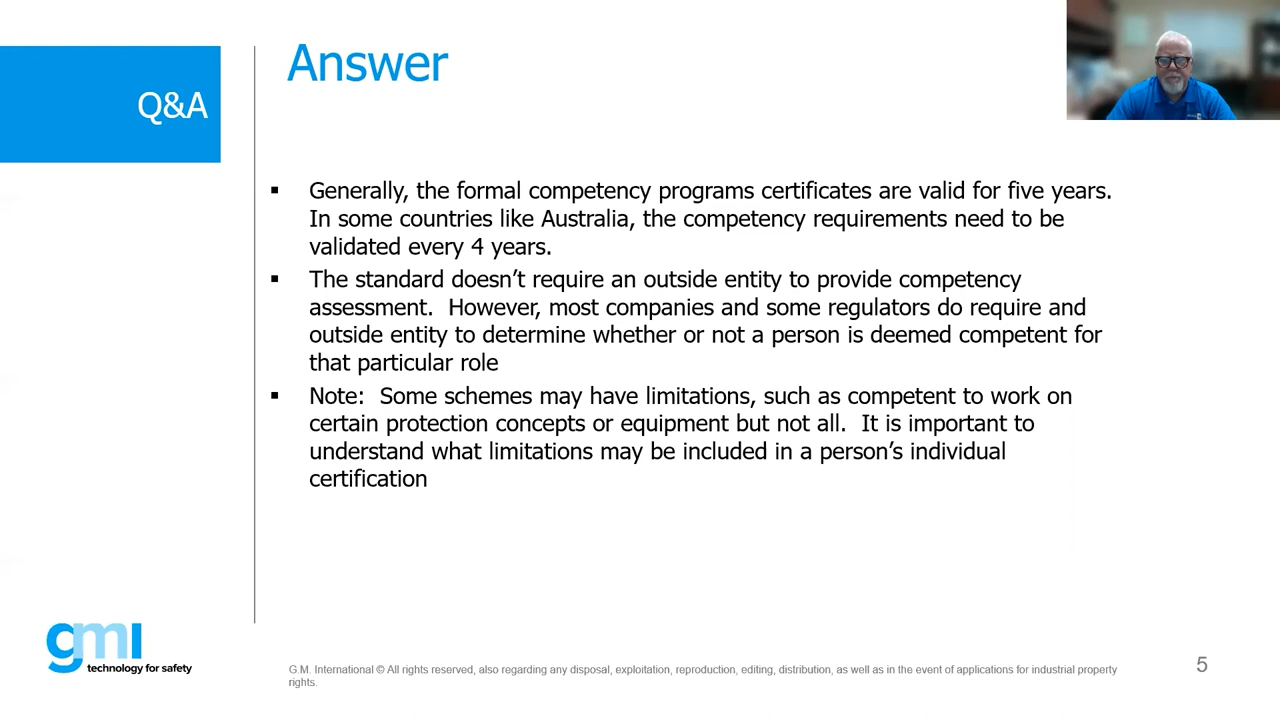 Q&A
Answer
▪ Generally, the formal competency programs certificates are valid for five years.
In some countries like Australia, the competency requirements need to be
validated every 4 years.
▪ The standard doesn’t require an outside entity to provide competency
assessment.  However, most companies and some regulators do require and
outside entity to determine whether or not a person is deemed competent for
that particular role
▪ Note:  Some schemes may have limitations, such as competent to work on
certain protection concepts or equipment but not all.  It is important to
understand what limitations may be included in a person’s individual
certification
gmi
technology for safety
G.M. International © All rights reserved, also regarding any disposal, exploitation, reproduction, editing, distribution, as well as in the event of applications for industrial property
rights.
5